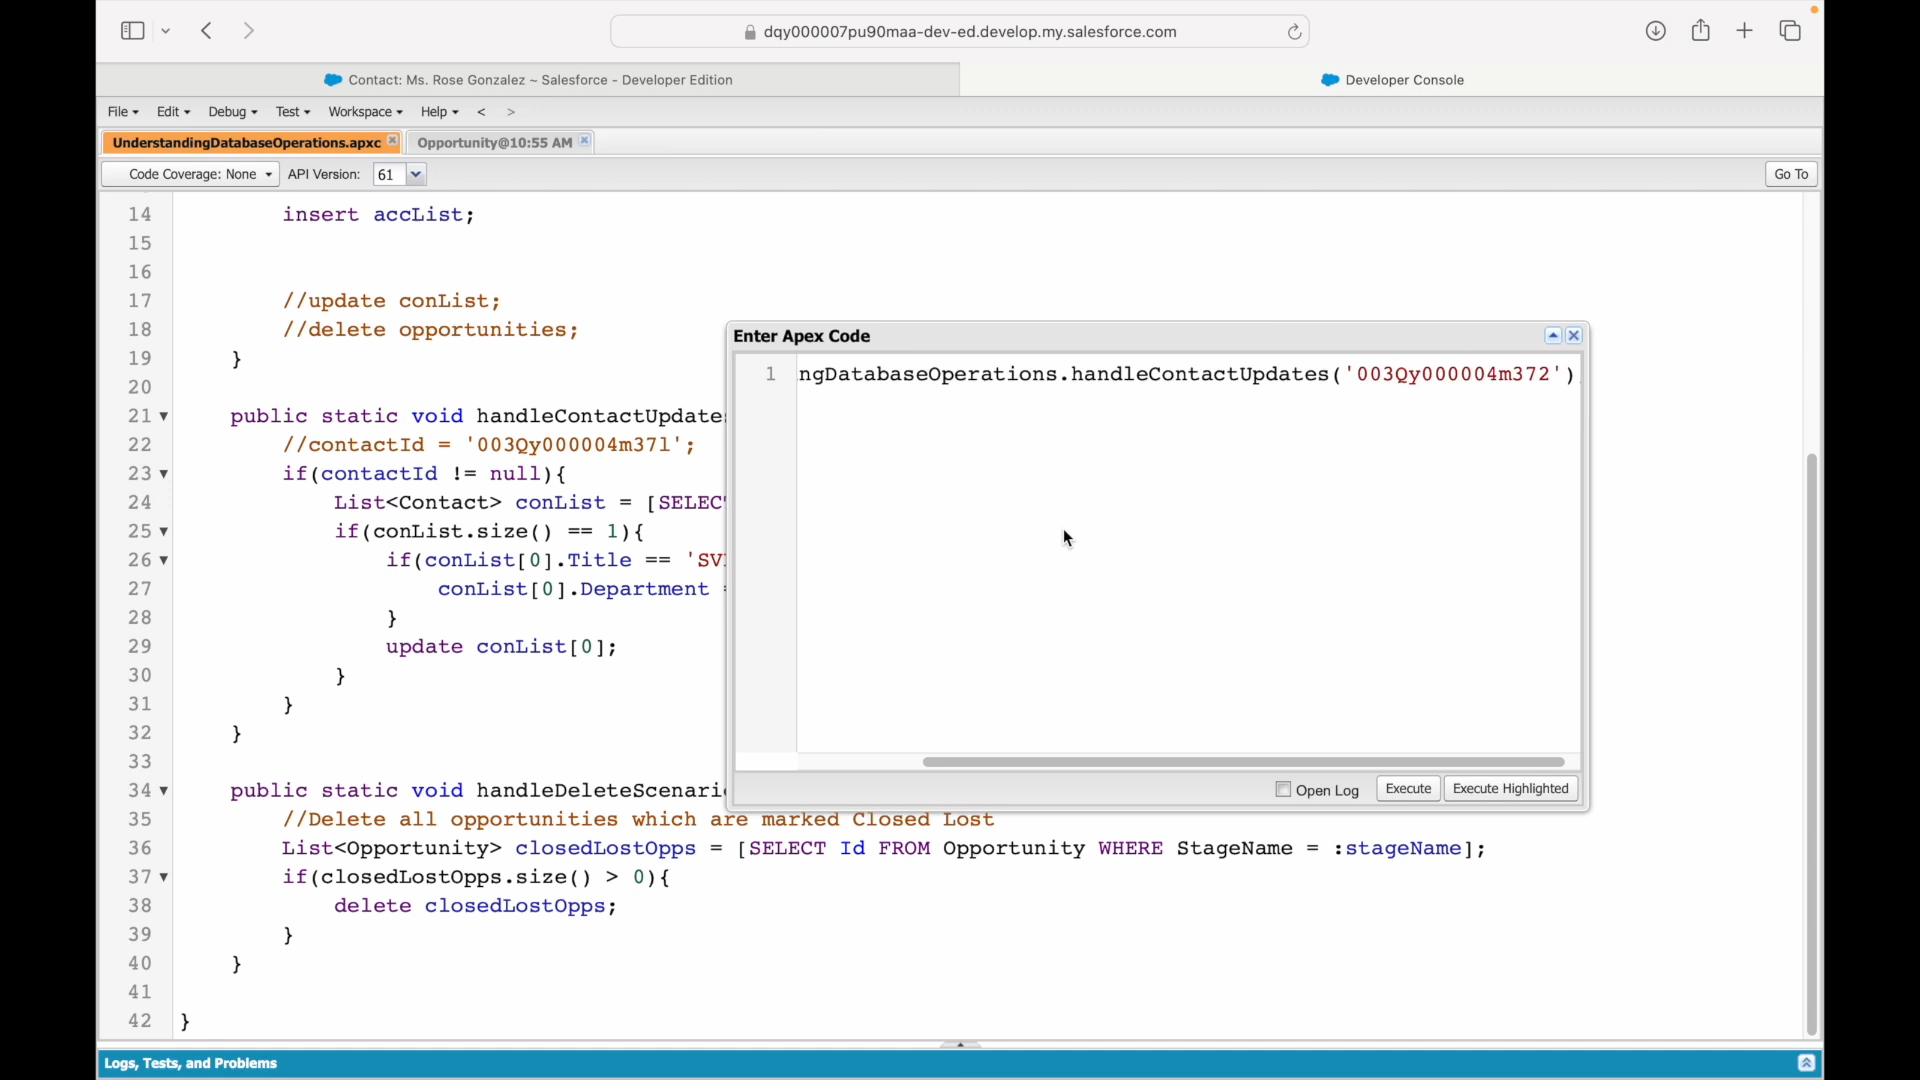 dqy000007pu90maa-dev-ed.develop.my.salesforce.com
Contact: Ms. Rose Gonzalez ~ Salesforce - Developer Edition
Developer Console
File Edit Debug Test Workspace Help < >
UnderstandingDatabaseOperations.apxc
Opportunity@10:55 AM
Code Coverage: None
API Version: 61
Go To
14 insert accList;
15
16
17 //update conList;
18 //delete opportunities;
19 }
20
21 public static void handleContactUpdates
22 //contactId = '003Qy000004m37l';
23 if(contactId != null){
24 List<Contact> conList = [SELECT
25 if(conList.size() == 1){
26 if(conList[0].Title == 'SV
27 conList[0].Department
28 }
29 update conList[0];
30 }
31 }
32 }
33
34 public static void handleDeleteScenari
35 //Delete all opportunities which are marked Closed Lost
36 List<Opportunity> closedLostOpps = [SELECT Id FROM Opportunity WHERE StageName = :stageName];
37 if(closedLostOpps.size() > 0){
38 delete closedLostOpps;
39 }
40 }
41
42 }
Enter Apex Code
1 ngDatabaseOperations.handleContactUpdates('003Qy000004m372')
Open Log
Execute
Execute Highlighted
Logs, Tests, and Problems